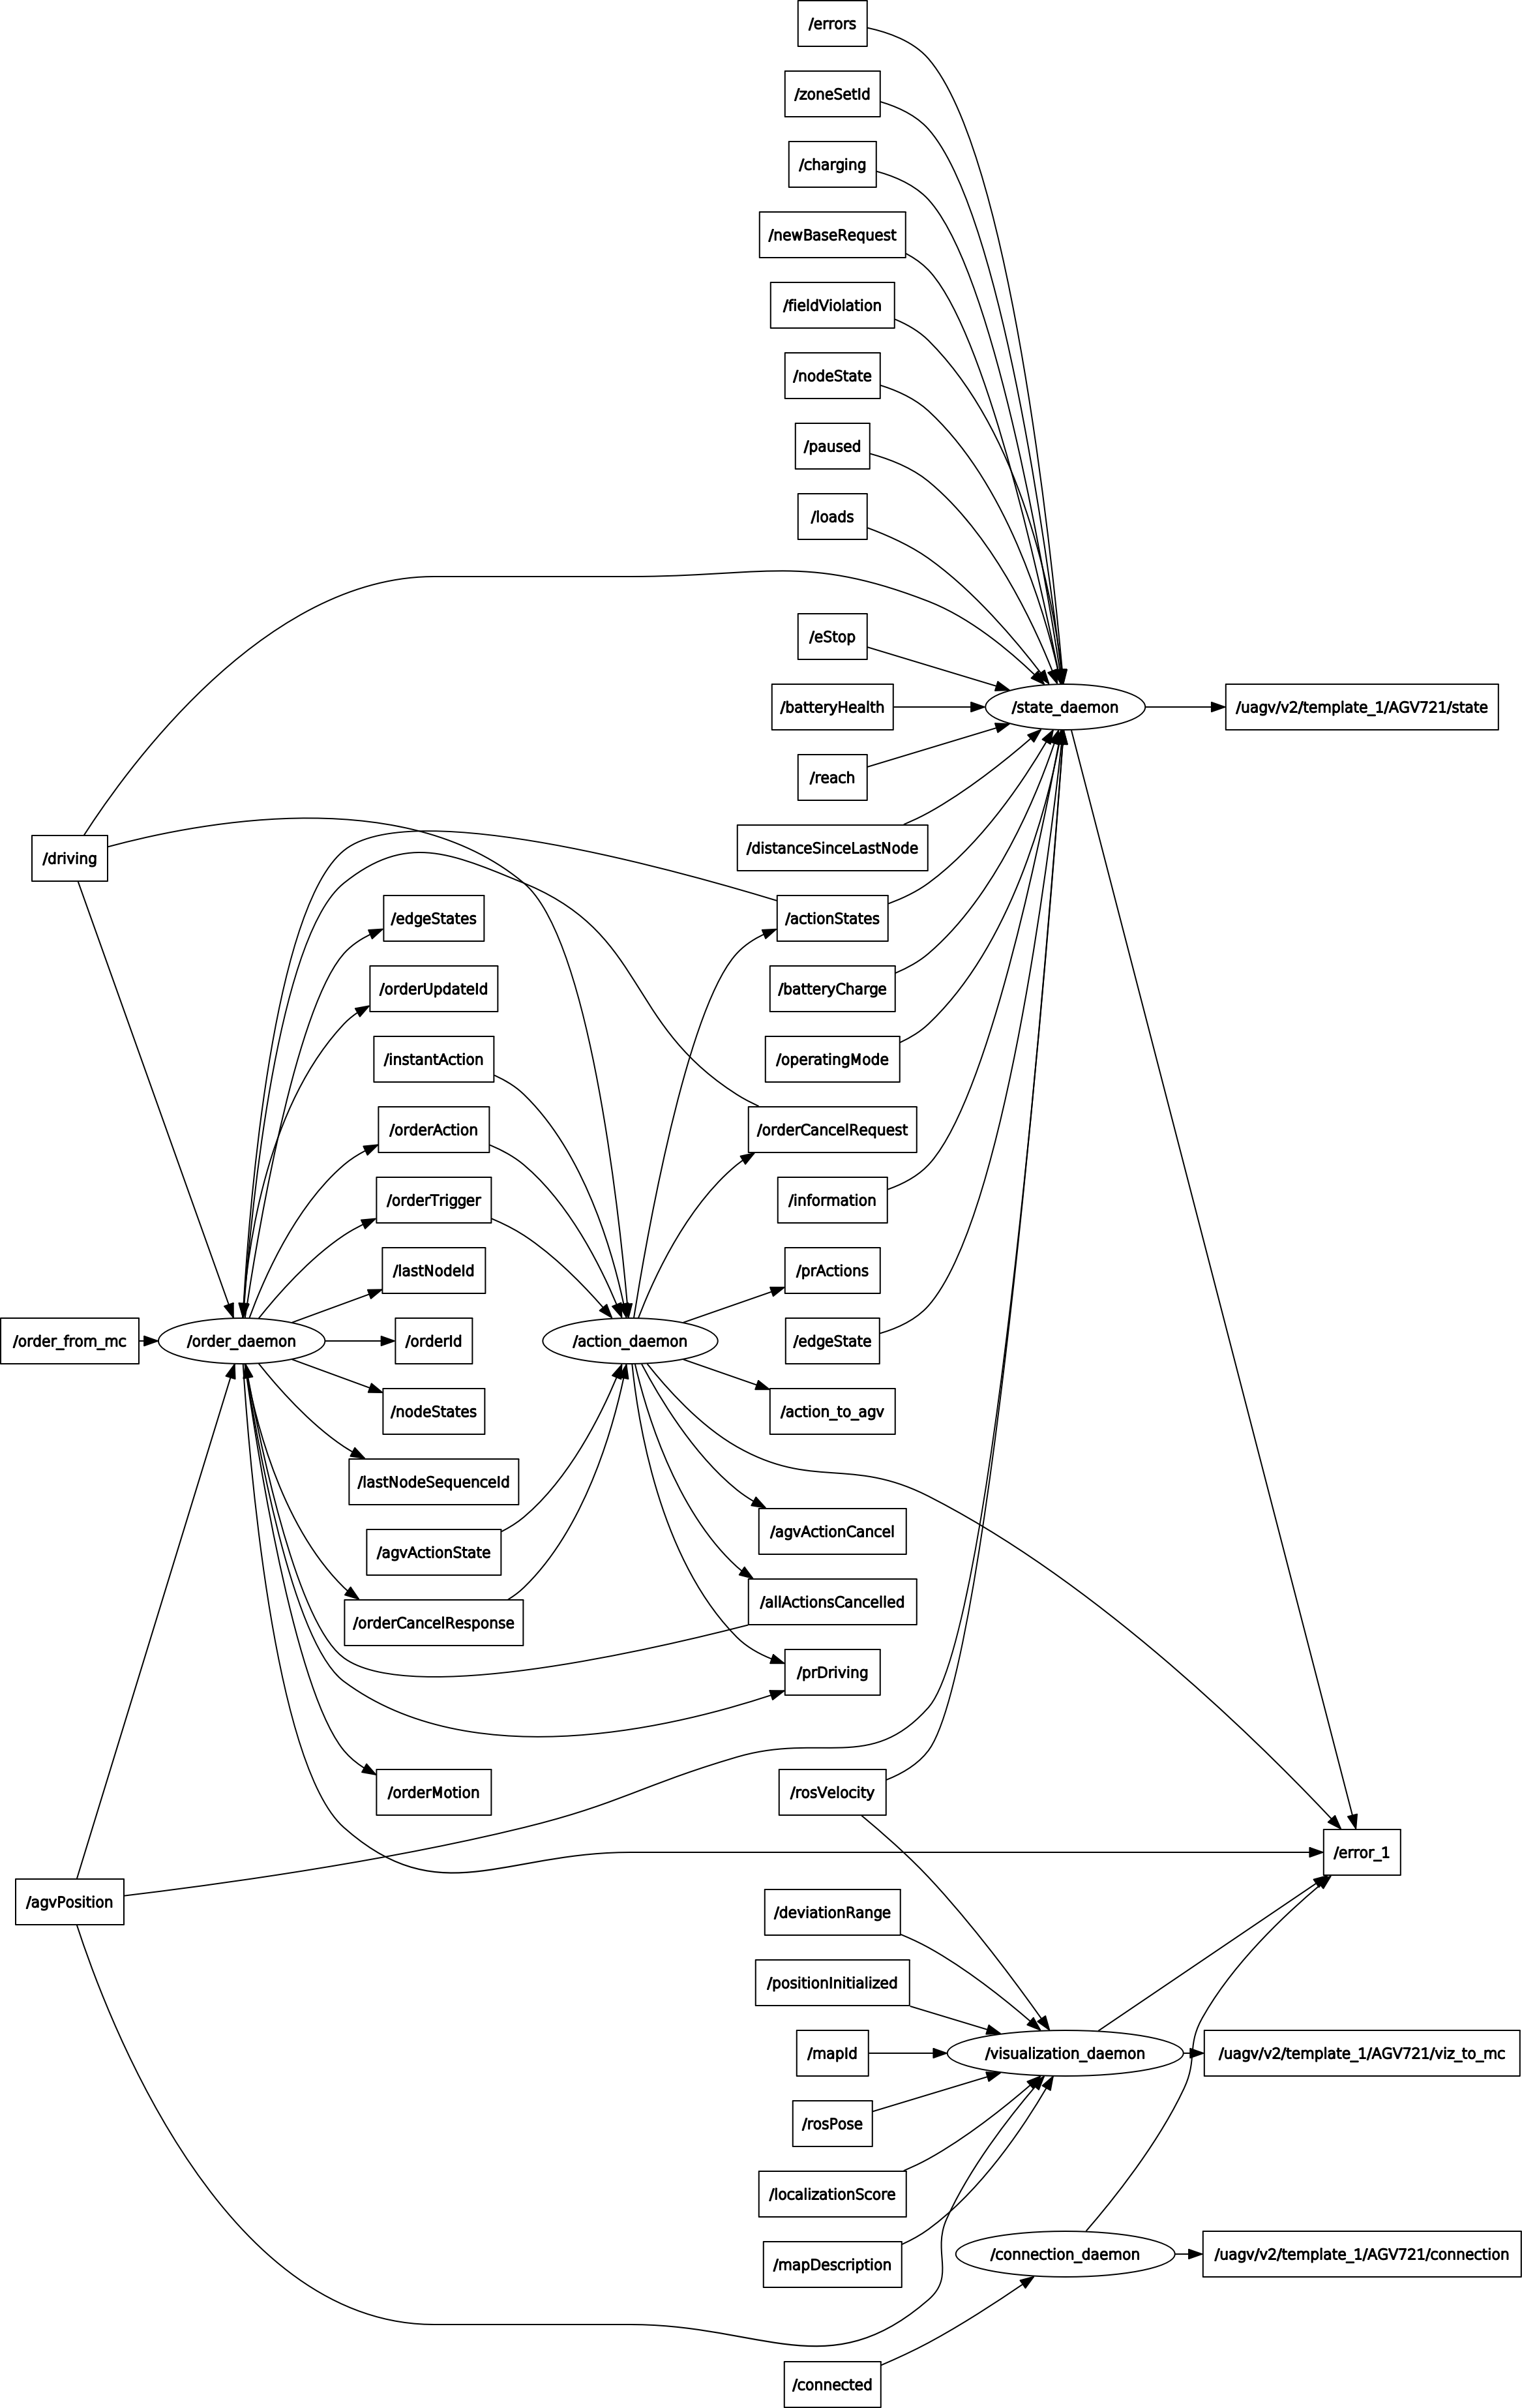 /errors
/zoneSetId
/charging
/newBaseRequest
/fieldViolation
/nodeState
/paused
/loads
/eStop
/batteryHealth
/state_daemon
/uagv/v2/template_1/AGV721/state
/reach
/distanceSinceLastNode
/driving
/edgeStates
/actionStates
/orderUpdateId
/batteryCharge
/instantAction
/operatingMode
/orderAction
/orderCancelRequest
/orderTrigger
/information
/lastNodeId
/prActions
/order_from_mc
/order_daemon
/orderId
/action_daemon
/edgeState
/nodeStates
/action_to_agv
/lastNodeSequenceId
/agvActionCancel
/agvActionState
/allActionsCancelled
/orderCancelResponse
/prDriving
/orderMotion
/rosVelocity
/error_1
/agvPosition
/deviationRange
/positionInitialized
/mapId
/visualization_daemon
/uagv/v2/template_1/AGV721/viz_to_mc
/rosPose
/localizationScore
/connection_daemon
/uagv/v2/template_1/AGV721/connection
/mapDescription
/connected